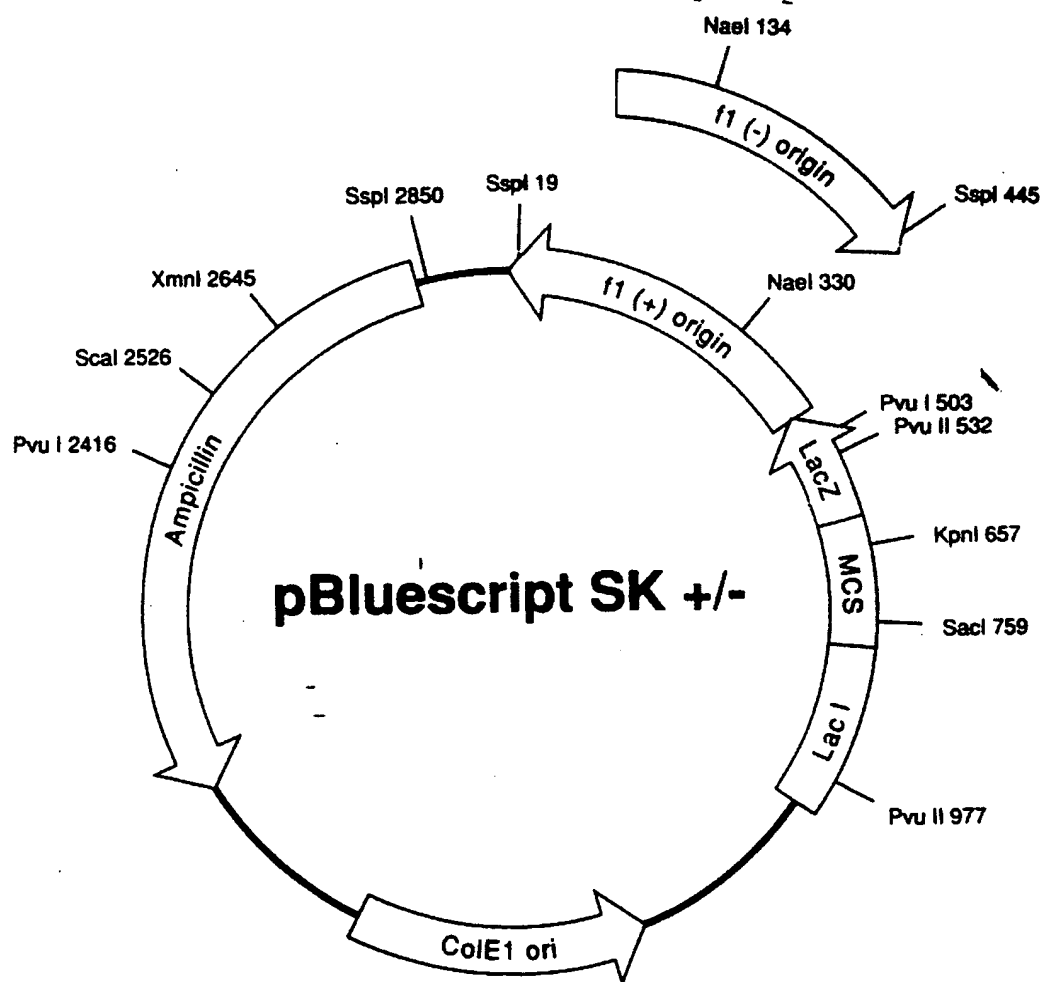 NaeI 134
f1 (-) origin
SspI 445
SspI 2850
SspI 19
XmnI 2645
NaeI 330
f1 (+) origin
ScaI 2526
Pvu I 503
Pvu II 532
Pvu I 2416
Ampicillin
LacZ
KpnI 657
MCS
pBluescript SK +/-
SacI 759
Lac I
Pvu II 977
ColE1 ori